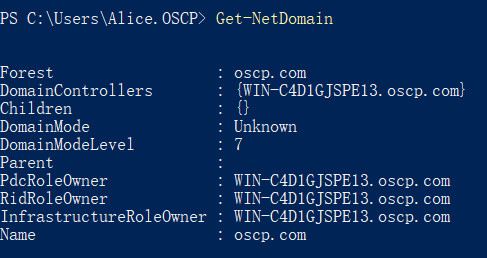 PS C:\Users\Alice.OSCP> Get-NetDomain
Forest : oscp.com
DomainControllers : {WIN-C4D1GJSPE13.oscp.com}
Children : {}
DomainMode : Unknown
DomainModeLevel : 7
Parent :
PdcRoleOwner : WIN-C4D1GJSPE13.oscp.com
RidRoleOwner : WIN-C4D1GJSPE13.oscp.com
InfrastructureRoleOwner : WIN-C4D1GJSPE13.oscp.com
Name : oscp.com